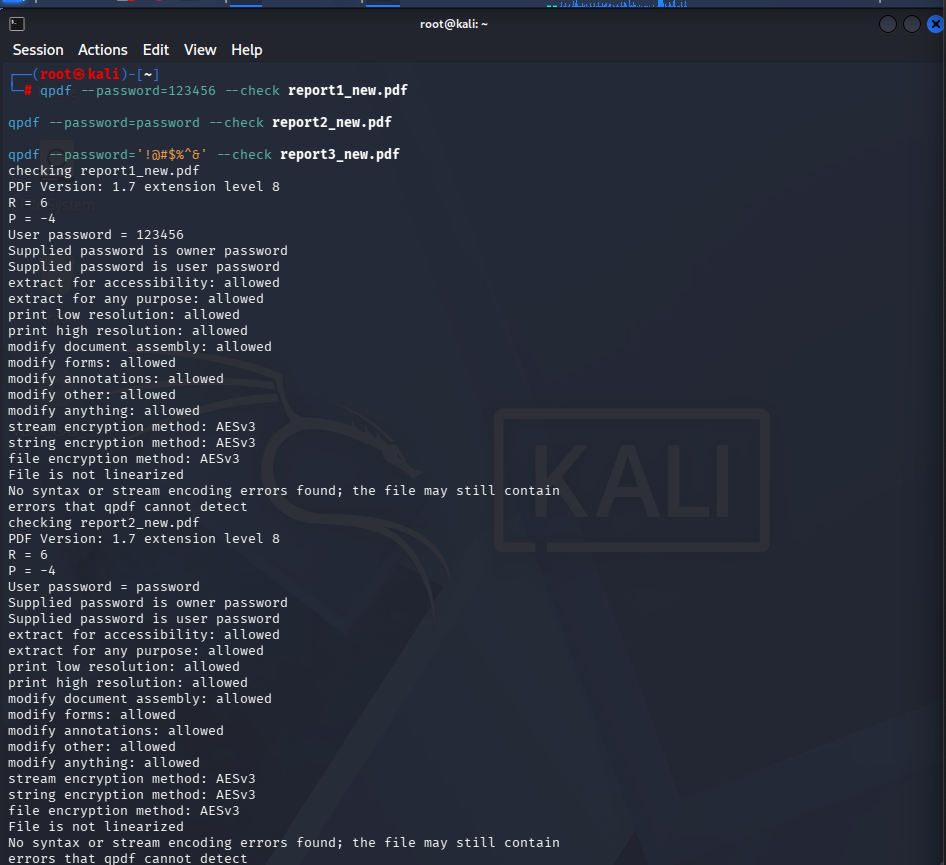 root@kali: ~
Session Actions Edit View Help
┌──(root㉿kali)-[~]
└─# qpdf --password=123456 --check report1_new.pdf
qpdf --password=password --check report2_new.pdf
qpdf --password='!@#$%^&' --check report3_new.pdf
checking report1_new.pdf
PDF Version: 1.7 extension level 8
R = 6
P = -4
User password = 123456
Supplied password is owner password
Supplied password is user password
extract for accessibility: allowed
extract for any purpose: allowed
print low resolution: allowed
print high resolution: allowed
modify document assembly: allowed
modify forms: allowed
modify annotations: allowed
modify other: allowed
modify anything: allowed
stream encryption method: AESv3
string encryption method: AESv3
file encryption method: AESv3
File is not linearized
No syntax or stream encoding errors found; the file may still contain
errors that qpdf cannot detect
checking report2_new.pdf
PDF Version: 1.7 extension level 8
R = 6
P = -4
User password = password
Supplied password is owner password
Supplied password is user password
extract for accessibility: allowed
extract for any purpose: allowed
print low resolution: allowed
print high resolution: allowed
modify document assembly: allowed
modify forms: allowed
modify annotations: allowed
modify other: allowed
modify anything: allowed
stream encryption method: AESv3
string encryption method: AESv3
file encryption method: AESv3
File is not linearized
No syntax or stream encoding errors found; the file may still contain
errors that qpdf cannot detect
KALI